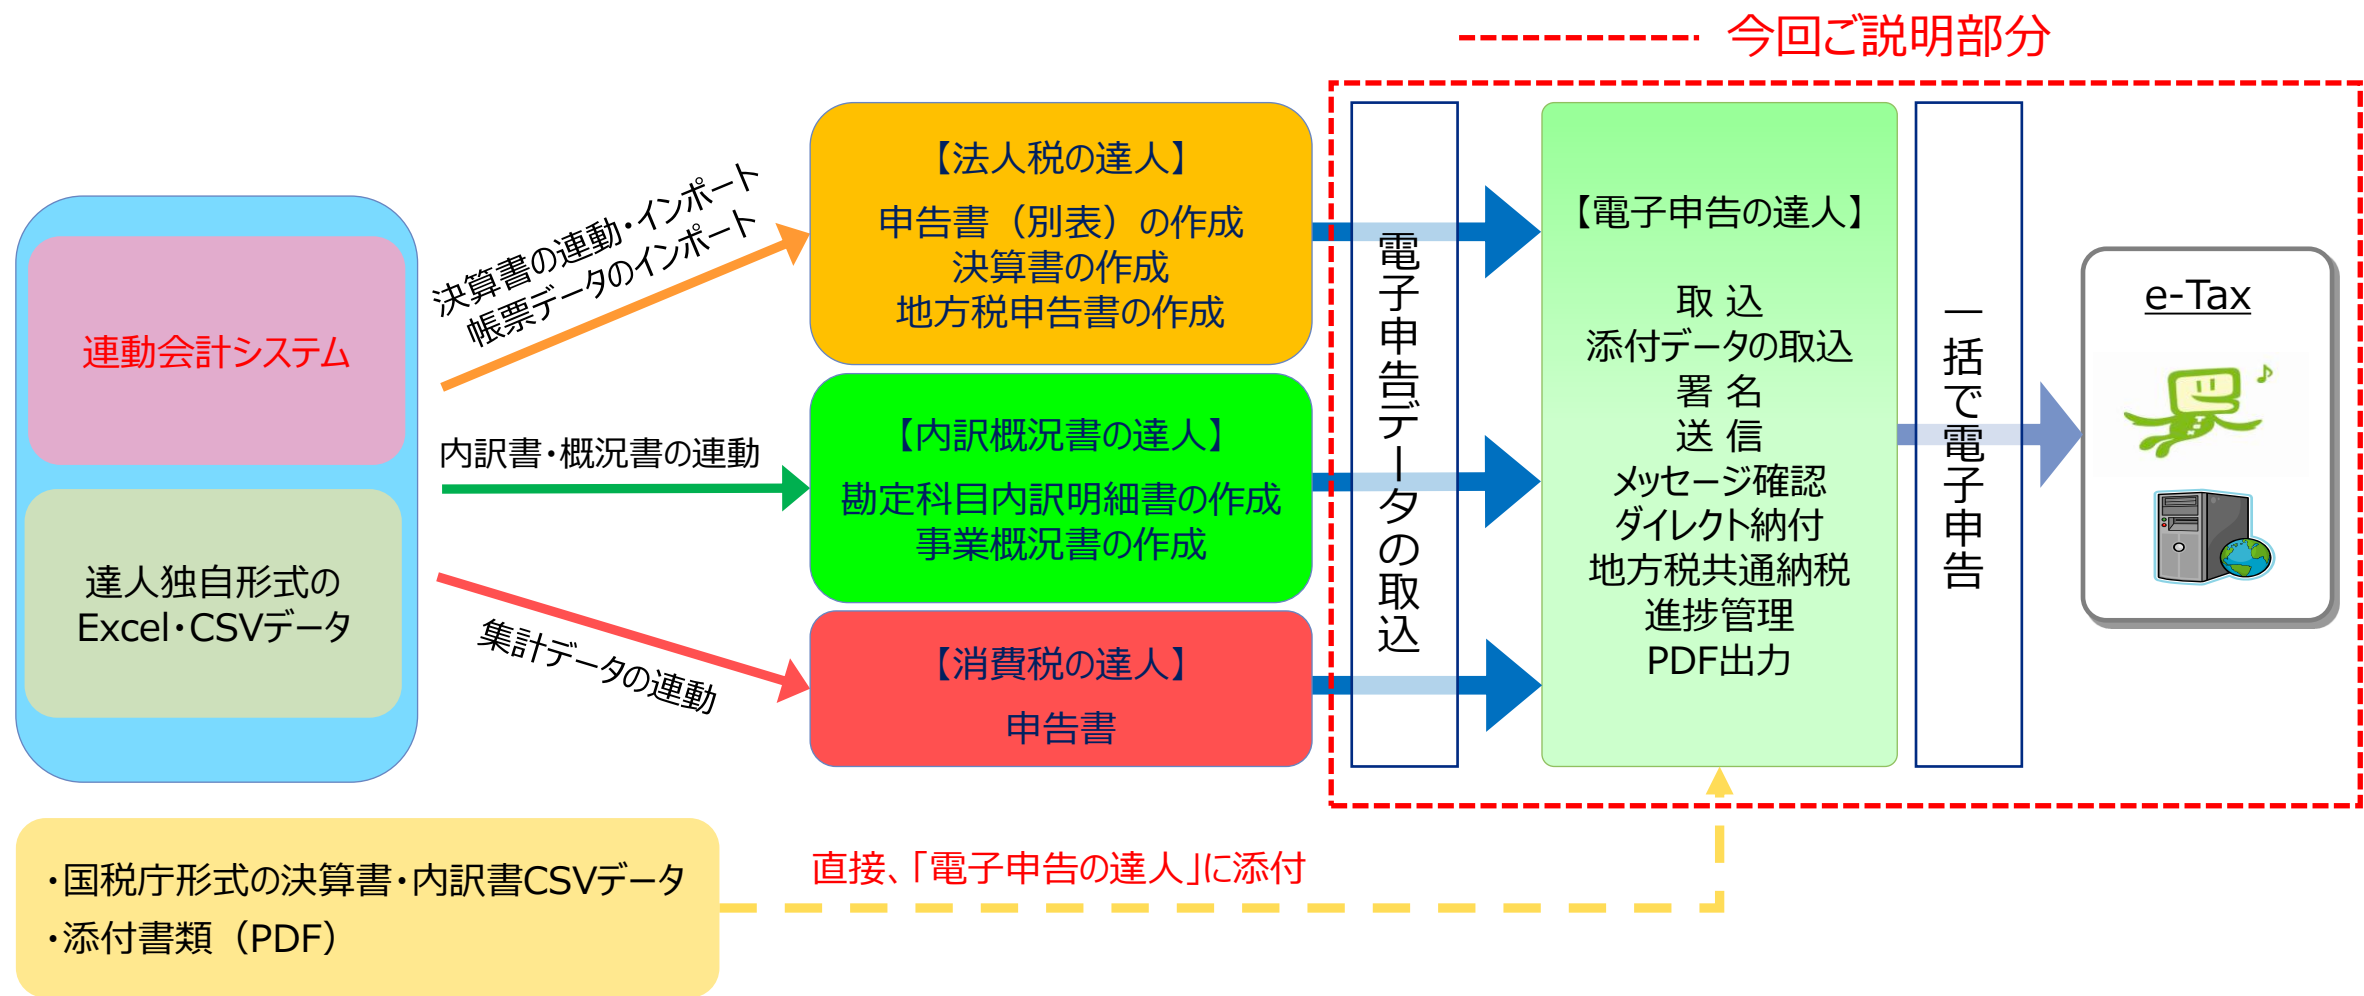 今回ご説明部分
連動会計システム
達人独自形式の
Excel・CSVデータ
決算書の連動・インポート
帳票データのインポート
内訳書・概況書の連動
集計データの連動
【法人税の達人】
申告書（別表）の作成
決算書の作成
地方税申告書の作成
【内訳概況書の達人】
勘定科目内訳明細書の作成
事業概況書の作成
【消費税の達人】
申告書
電子申告データの取込
【電子申告の達人】
取 込
添付データの取込
署 名
送 信
メッセージ確認
ダイレクト納付
地方税共通納税
進捗管理
PDF出力
一括で電子申告
e-Tax
・国税庁形式の決算書・内訳書CSVデータ
・添付書類（PDF）
直接、「電子申告の達人」に添付